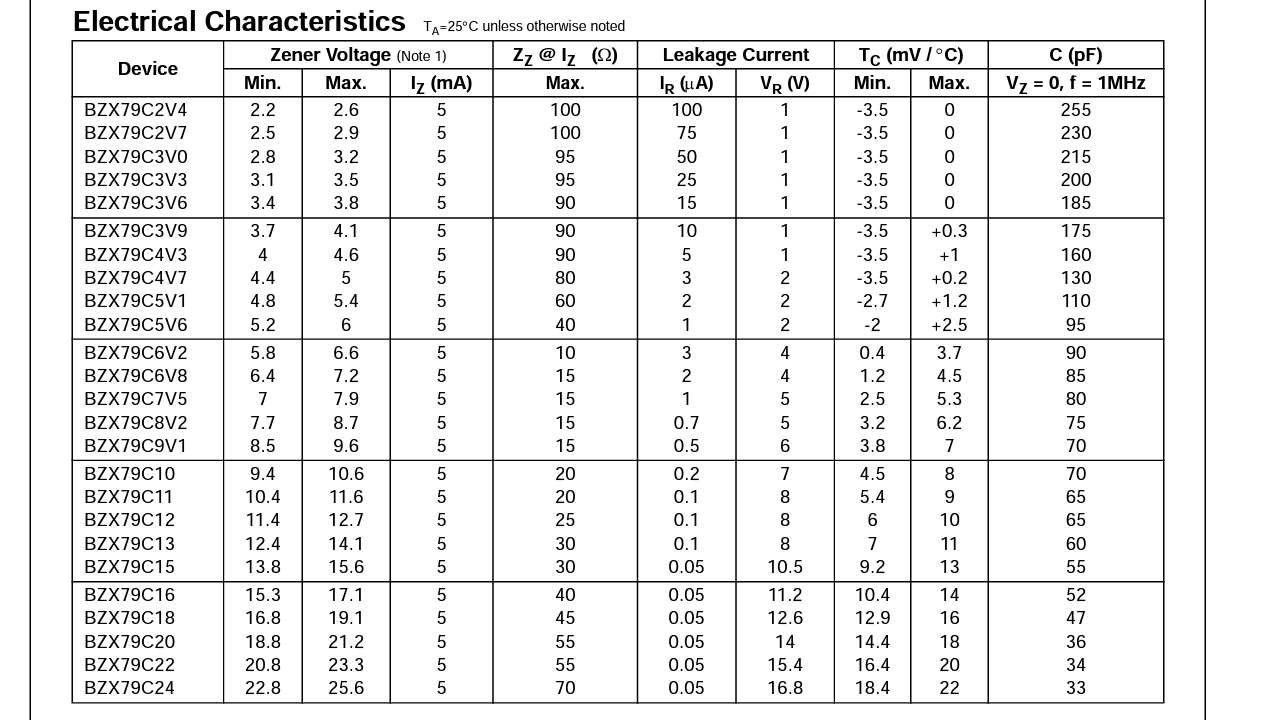 Electrical Characteristics TA=25°C unless otherwise noted
Device Zener Voltage (Note 1) ZZ @ IZ (Ω) Leakage Current TC (mV / °C) C (pF)
Min. Max. IZ (mA) Max. IR (μA) VR (V) Min. Max. VZ = 0, f = 1MHz
BZX79C2V4 2.2 2.6 5 100 100 1 -3.5 0 255
BZX79C2V7 2.5 2.9 5 100 75 1 -3.5 0 230
BZX79C3V0 2.8 3.2 5 95 50 1 -3.5 0 215
BZX79C3V3 3.1 3.5 5 95 25 1 -3.5 0 200
BZX79C3V6 3.4 3.8 5 90 15 1 -3.5 0 185
BZX79C3V9 3.7 4.1 5 90 10 1 -3.5 +0.3 175
BZX79C4V3 4 4.6 5 90 5 1 -3.5 +1 160
BZX79C4V7 4.4 5 5 80 3 2 -3.5 +0.2 130
BZX79C5V1 4.8 5.4 5 60 2 2 -2.7 +1.2 110
BZX79C5V6 5.2 6 5 40 1 2 -2 +2.5 95
BZX79C6V2 5.8 6.6 5 10 3 4 0.4 3.7 90
BZX79C6V8 6.4 7.2 5 15 2 4 1.2 4.5 85
BZX79C7V5 7 7.9 5 15 1 5 2.5 5.3 80
BZX79C8V2 7.7 8.7 5 15 0.7 5 3.2 6.2 75
BZX79C9V1 8.5 9.6 5 15 0.5 6 3.8 7 70
BZX79C10 9.4 10.6 5 20 0.2 7 4.5 8 70
BZX79C11 10.4 11.6 5 20 0.1 8 5.4 9 65
BZX79C12 11.4 12.7 5 25 0.1 8 6 10 65
BZX79C13 12.4 14.1 5 30 0.1 8 7 11 60
BZX79C15 13.8 15.6 5 30 0.05 10.5 9.2 13 55
BZX79C16 15.3 17.1 5 40 0.05 11.2 10.4 14 52
BZX79C18 16.8 19.1 5 45 0.05 12.6 12.9 16 47
BZX79C20 18.8 21.2 5 55 0.05 14 14.4 18 36
BZX79C22 20.8 23.3 5 55 0.05 15.4 16.4 20 34
BZX79C24 22.8 25.6 5 70 0.05 16.8 18.4 22 33